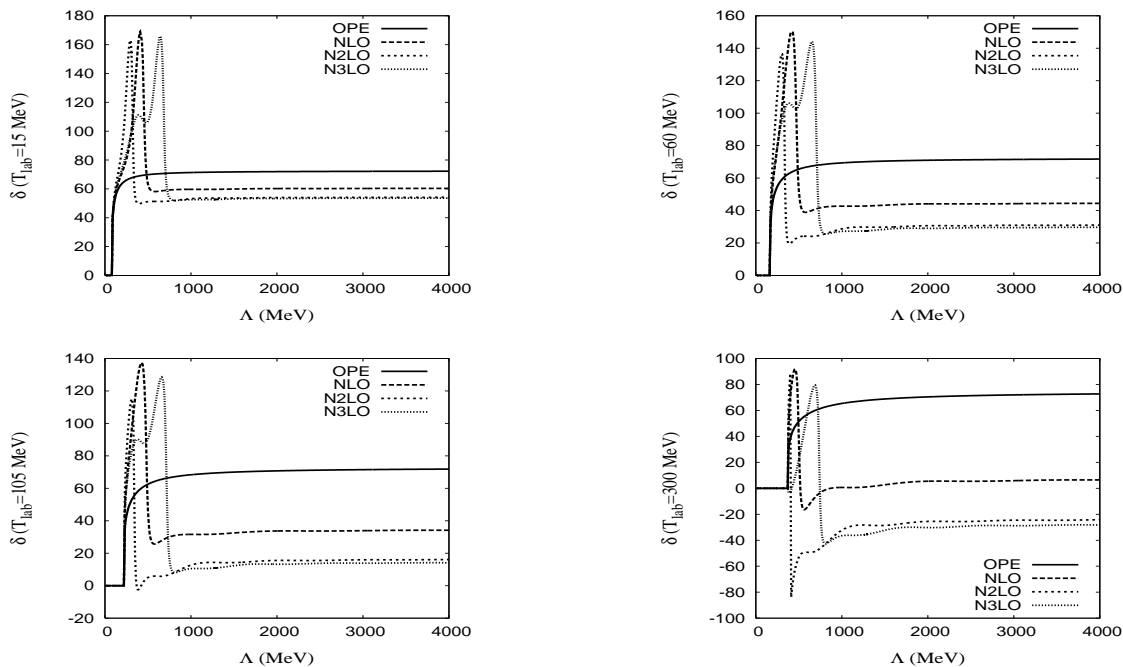 δ (T_lab=15 MeV)
180
160
140
120
100
80
60
40
20
0
0 1000 2000 3000 4000
Λ (MeV)
OPE
NLO
N2LO
N3LO
δ (T_lab=60 MeV)
160
140
120
100
80
60
40
20
0
0 1000 2000 3000 4000
Λ (MeV)
OPE
NLO
N2LO
N3LO
δ (T_lab=105 MeV)
140
120
100
80
60
40
20
0
-20
0 1000 2000 3000 4000
Λ (MeV)
OPE
NLO
N2LO
N3LO
δ (T_lab=300 MeV)
100
80
60
40
20
0
-20
-40
-60
-80
-100
0 1000 2000 3000 4000
Λ (MeV)
OPE
NLO
N2LO
N3LO